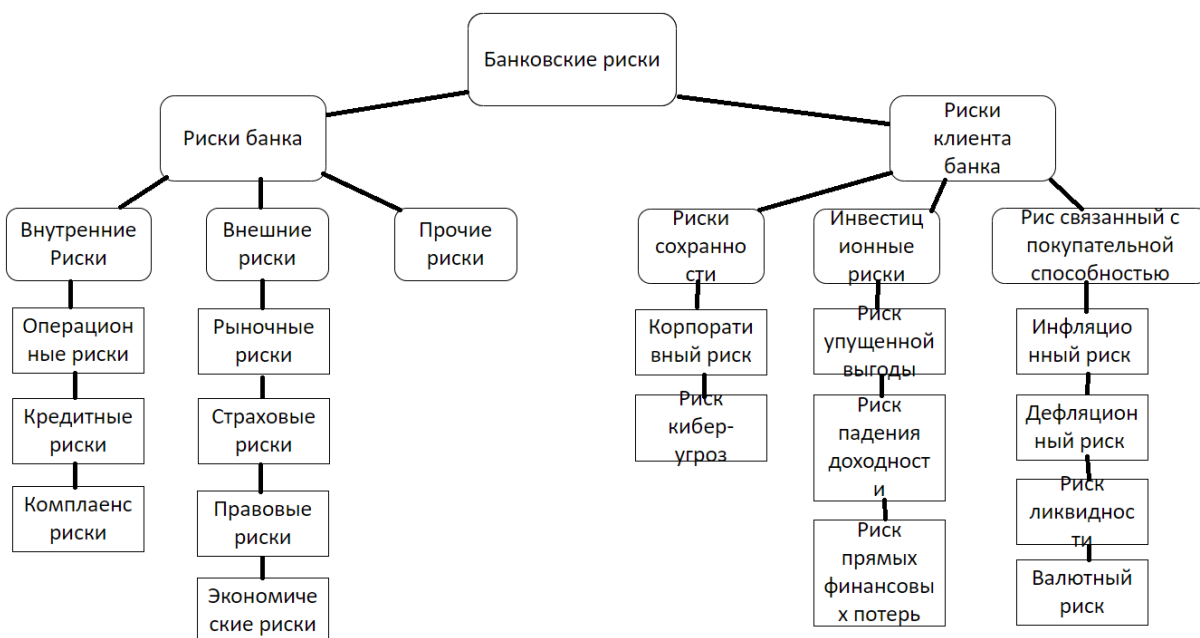 Банковские риски
Риски банка
Риски
клиента
банка
Внутренние
Риски
Внешние
риски
Прочие
риски
Риски
сохранно
сти
Инвестиц
ионные
риски
Рис связанный с
покупательной
способностью
Операцион
ные риски
Кредитные
риски
Комплаенс
риски
Рыночные
риски
Страховые
риски
Правовые
риски
Экономиче
ские риски
Корпорати
вный риск
Риск
кибер-
угроз
Риск
упущенной
выгоды
Риск
падения
доходност
и
Риск
прямых
финансовы
х потерь
Инфляцио
нный риск
Дефляцион
ный риск
Риск
ликвиднос
ти
Валютный
риск